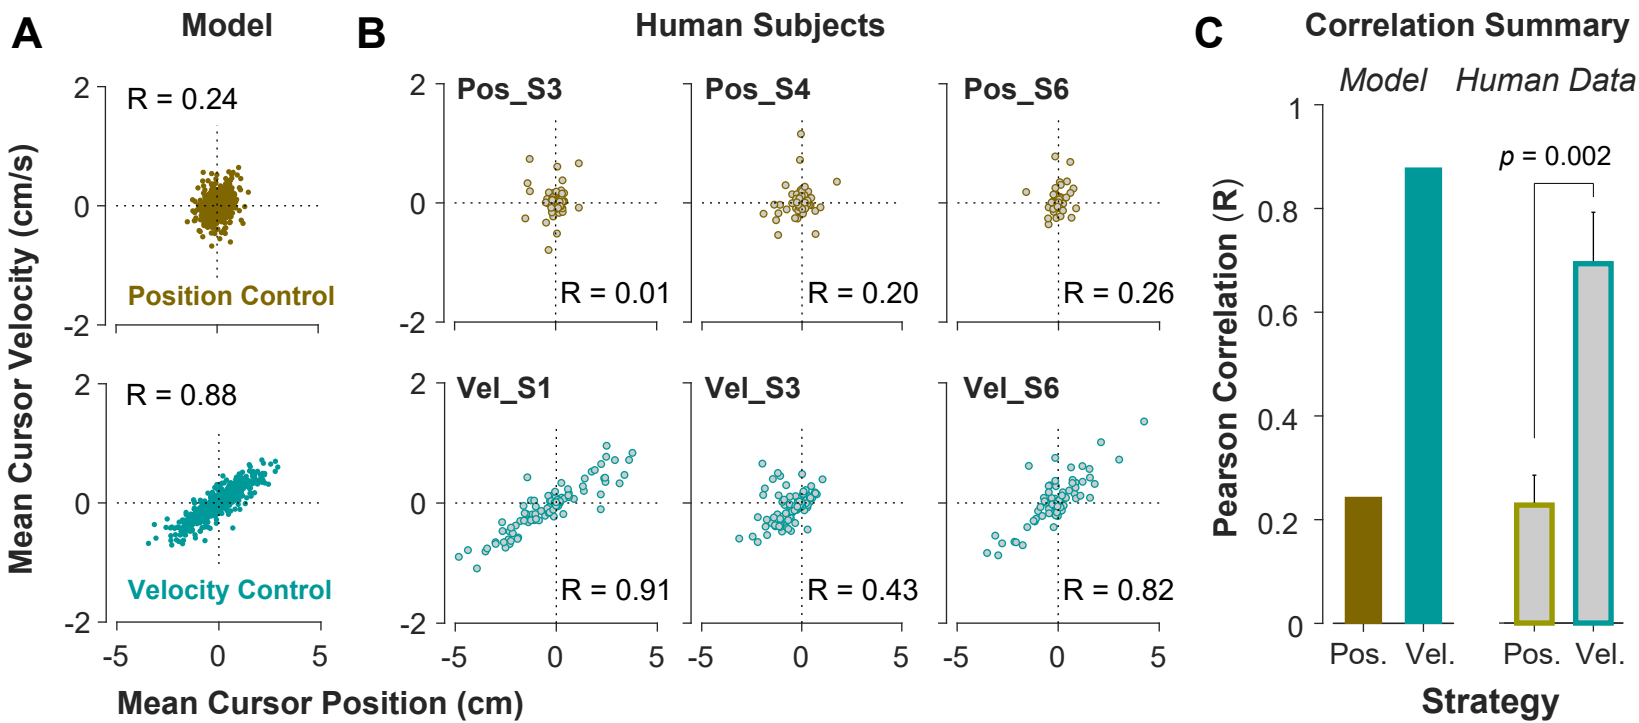 A
Model
B
Human Subjects
C
Correlation Summary
Mean Cursor Velocity (cm/s)
2
0
-2
R = 0.24
Position Control
2
0
-2
Pos_S3
R = 0.01
Pos_S4
R = 0.20
Pos_S6
R = 0.26
2
0
-2
R = 0.88
Velocity Control
-5
0
5
2
0
-2
Vel_S1
R = 0.91
-5
0
5
Vel_S3
R = 0.43
-5
0
5
Vel_S6
R = 0.82
-5
0
5
Mean Cursor Position (cm)
Model
Human Data
Pearson Correlation (R)
1
0.8
0.6
0.4
0.2
0
p = 0.002
Pos.
Vel.
Pos.
Vel.
Strategy